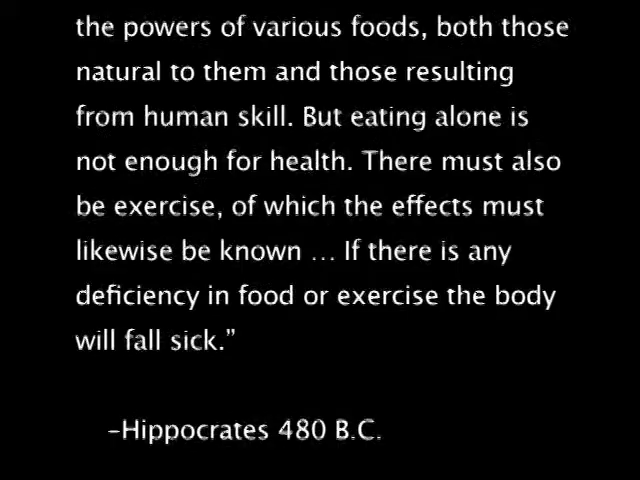 the powers of various foods, both those
natural to them and those resulting
from human skill. But eating alone is
not enough for health. There must also
be exercise, of which the effects must
likewise be known … If there is any
deficiency in food or exercise the body
will fall sick.”
–Hippocrates 480 B.C.